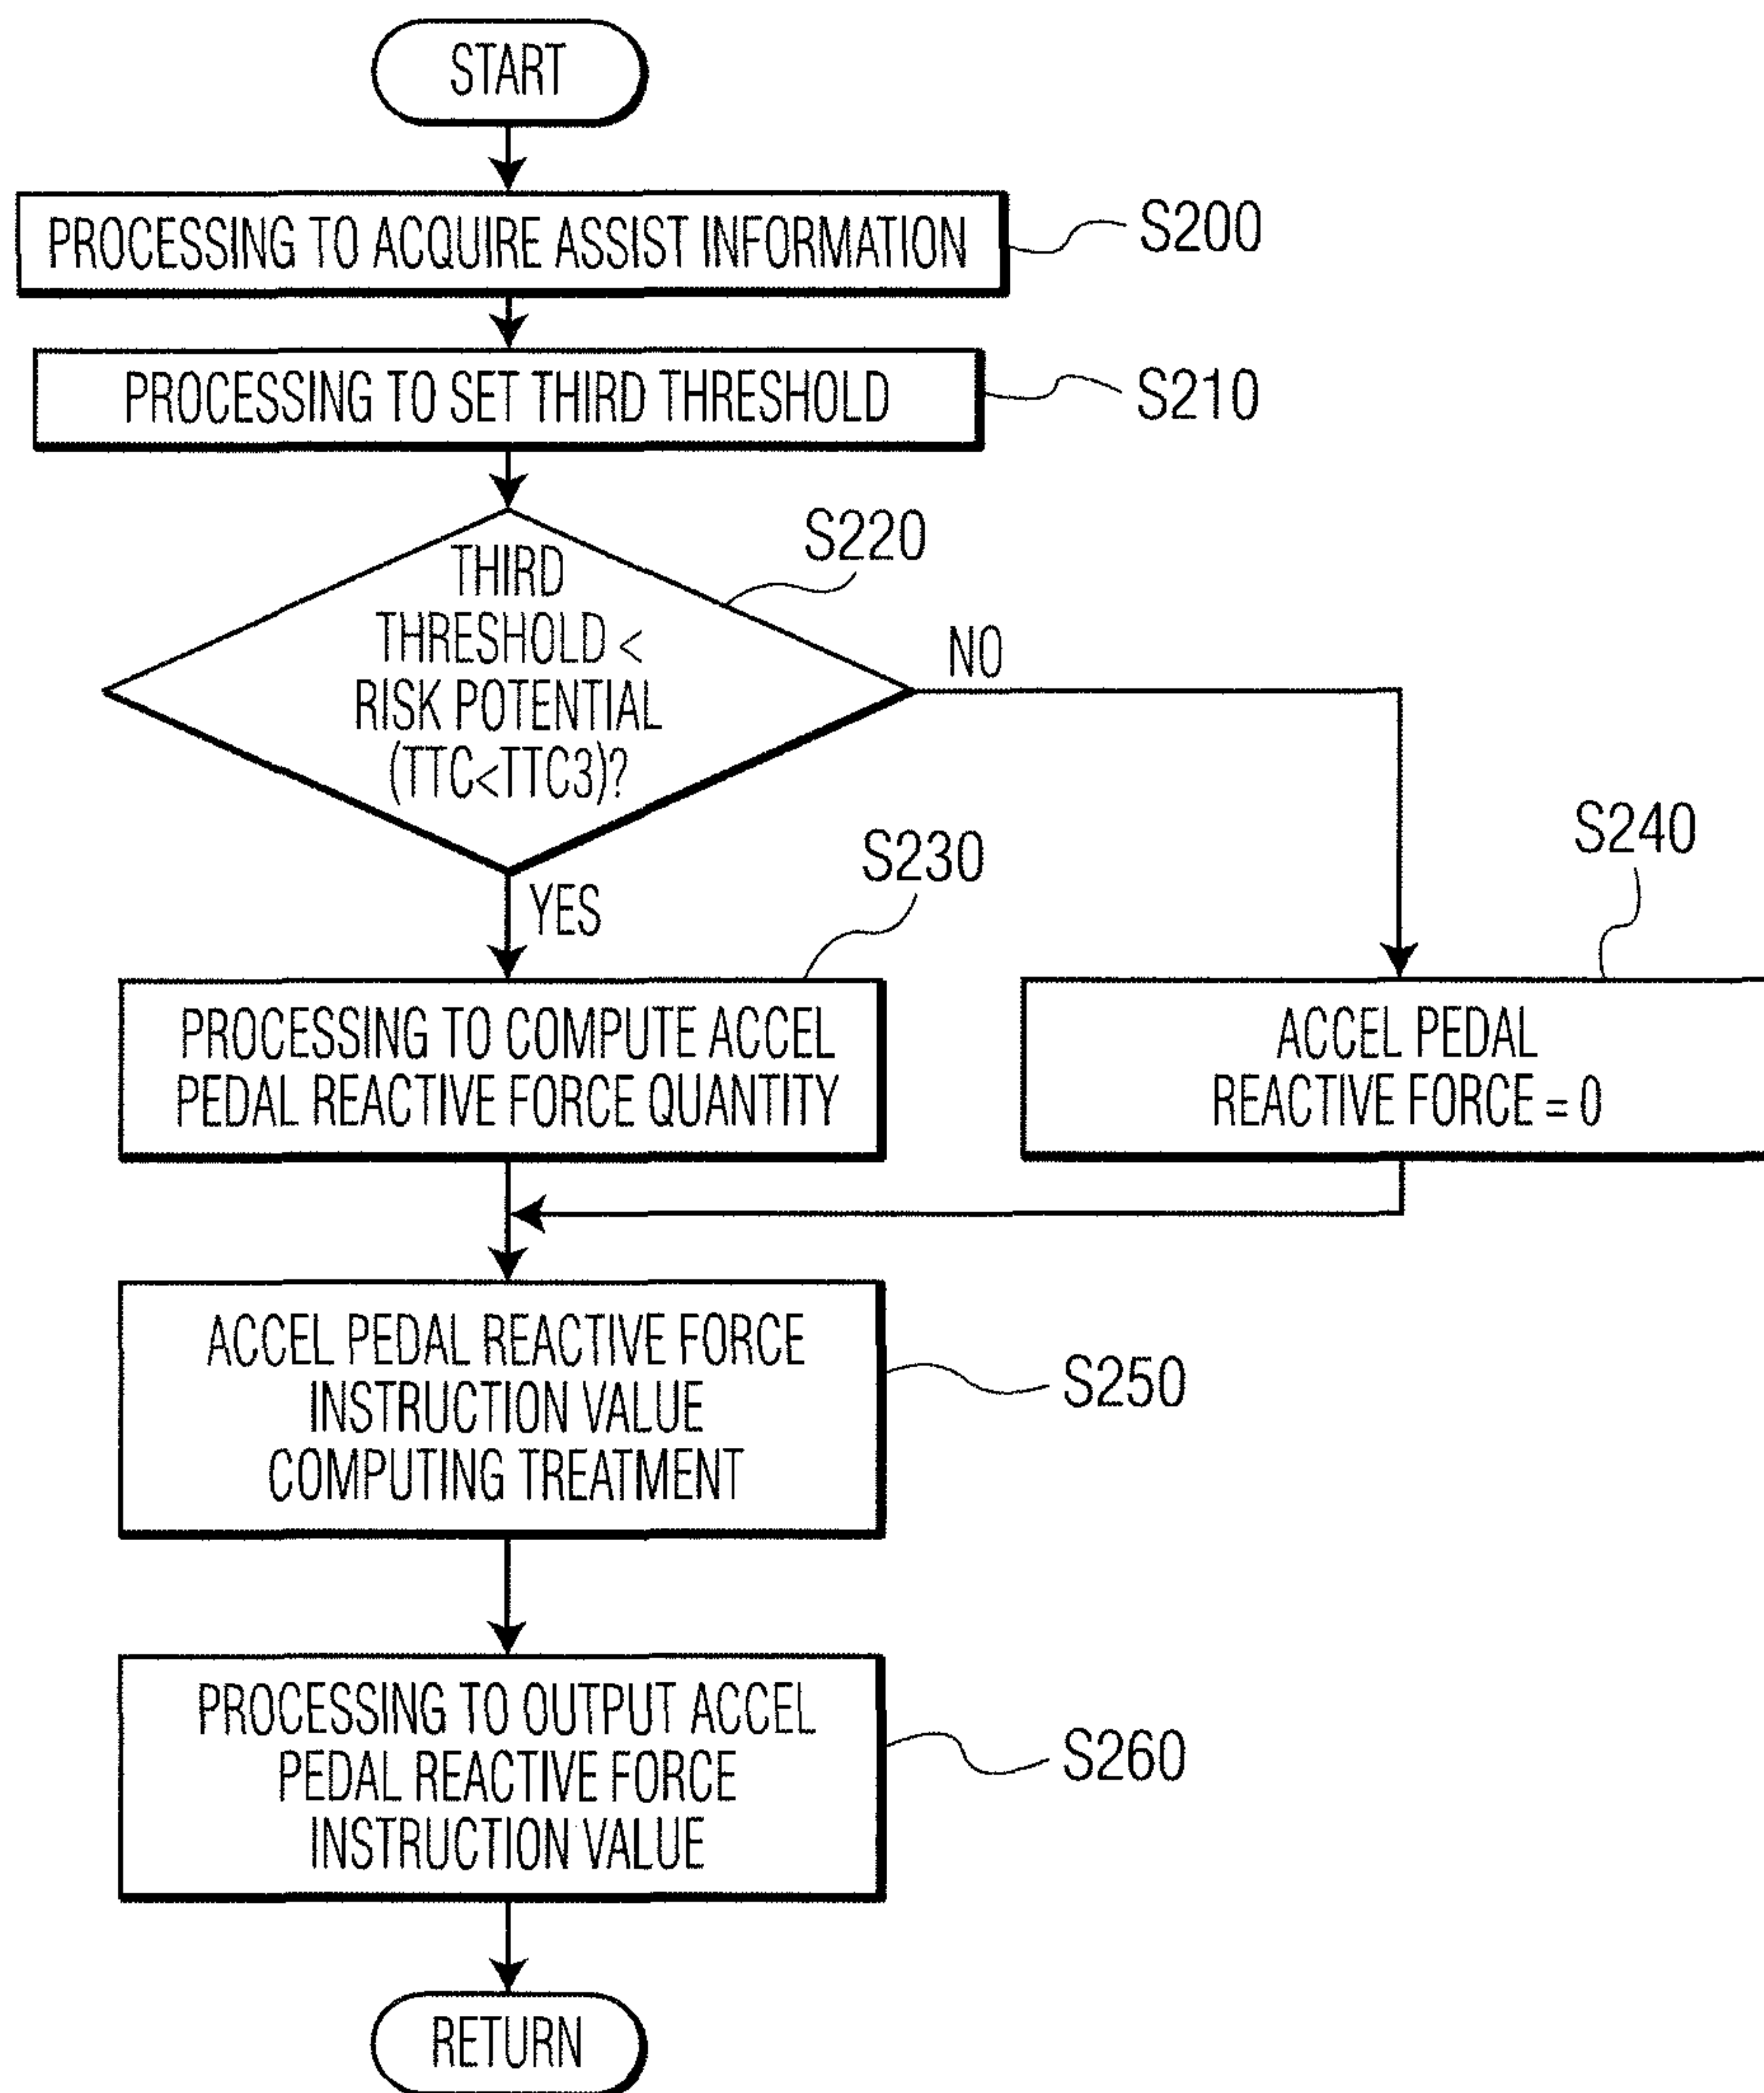 START
PROCESSING TO ACQUIRE ASSIST INFORMATION
S200
PROCESSING TO SET THIRD THRESHOLD
S210
S220
THIRD
THRESHOLD <
RISK POTENTIAL
(TTC<TTC3)?
NO
YES
S230
S240
PROCESSING TO COMPUTE ACCEL
PEDAL REACTIVE FORCE QUANTITY
ACCEL PEDAL
REACTIVE FORCE = 0
ACCEL PEDAL REACTIVE FORCE
INSTRUCTION VALUE
COMPUTING TREATMENT
S250
PROCESSING TO OUTPUT ACCEL
PEDAL REACTIVE FORCE
INSTRUCTION VALUE
S260
RETURN